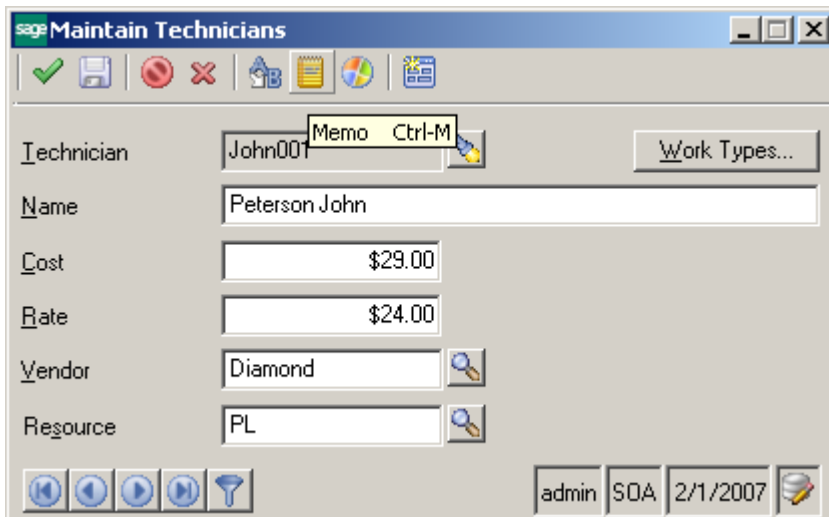 sage Maintain Technicians
Memo Ctrl-M
Technician John001 Work Types...
Name Peterson John
Cost $29.00
Rate $24.00
Vendor Diamond
Resource PL
admin SOA 2/1/2007